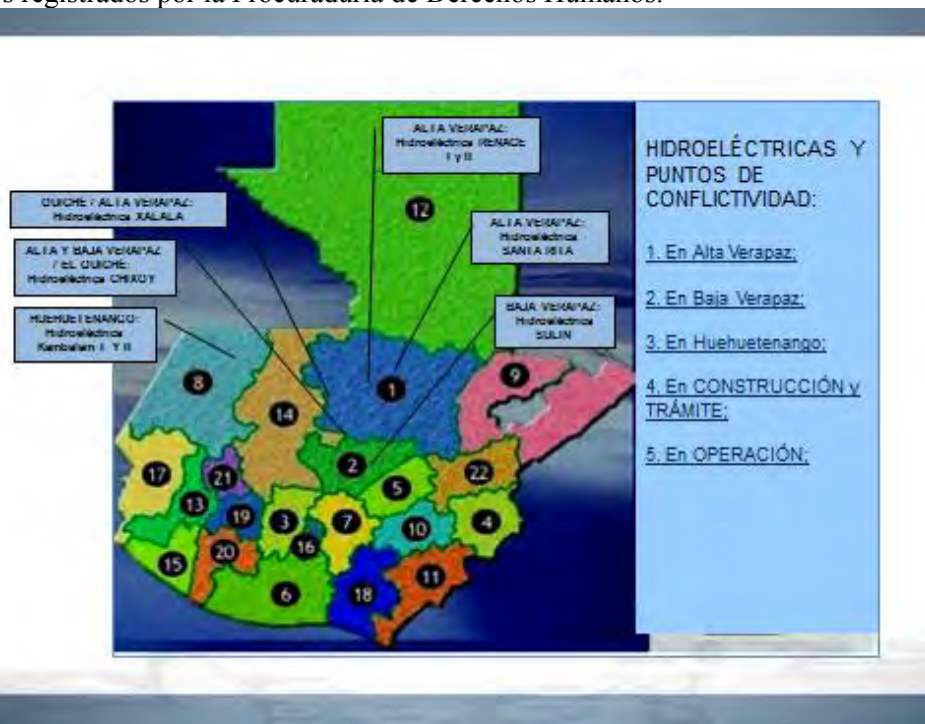 s registrados por la Procuraduría de Derechos Humanos.
ALTA VERAPAZ:
Hidroeléctrica RENACE
I y II
QUICHE / ALTA VERAPAZ:
Hidroeléctrica XALALA
ALTA VERAPAZ:
Hidroeléctrica
SANTA RITA
ALTA Y BAJA VERAPAZ
/ EL QUICHE:
Hidroeléctrica CHIXOY
BAJA VERAPAZ:
Hidroeléctrica
SULIN
HUEHUETENANGO:
Hidroeléctrica
I Y II
HIDROELÉCTRICAS Y
PUNTOS DE
CONFLICTIVIDAD:
1. En Alta Verapaz;
2. En Baja Verapaz;
3. En Huehuetenango;
4. En CONSTRUCCIÓN y
TRÁMITE;
5. En OPERACIÓN;
12
8
1
9
14
2
17
21
5
22
13
19
3
7
10
4
16
15
20
6
18
11